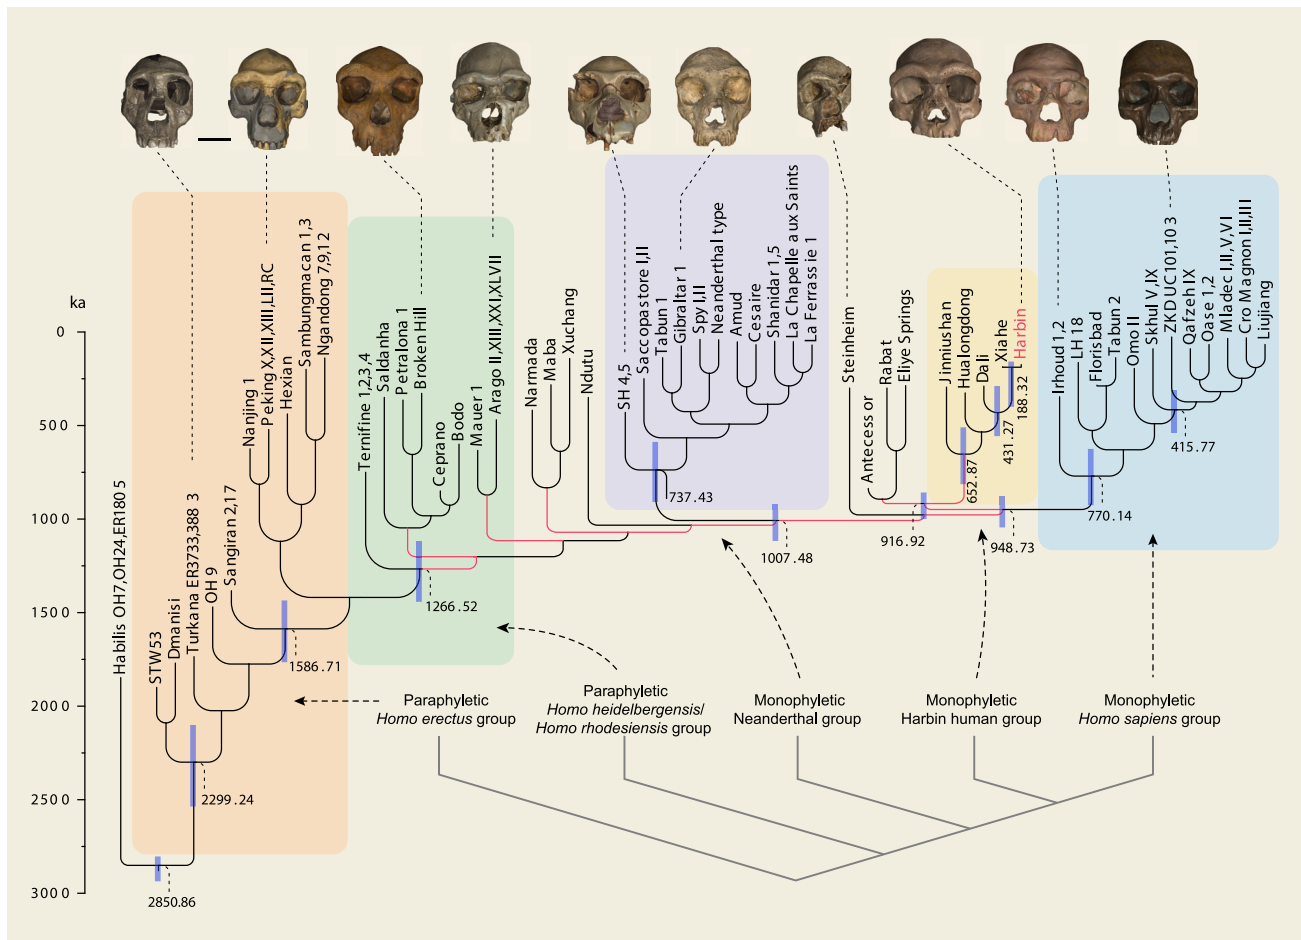 ka
0
500
1000
1500
2000
2500
3000
Habilis OH7,OH24,ER1805
STW53
Dmanisi
Turkana ER3733,3883
OH 9
Sangiran 2,17
Nanjing 1
Peking X,XII,XIII,LII,RC
Hexian
Sambungmacan 1,3
Ngandong 7,9,12
Ternifine 1,2,3,4
Saldanha
Petralona 1
Broken Hill
Ceprano
Bodo
Mauer 1
Arago II,XIII,XXI,XLVII
Narmada
Maba
Xuchang
Ndutu
SH 4,5
Saccopastore I,II
Tabun 1
Gibraltar 1
Spy I,II
Neanderthal type
Amud
Cesaire
Shanidar 1,5
La Chapelle aux Saints
La Ferrassie 1
Steinheim
Antecessor
Rabat
Eliye Springs
Jinniushan
Hualongdong
Dali
Xiahe
Harbin
Irhoud 1,2
LH 18
Florisbad
Tabun 2
Omo II
Skhul V,IX
ZKD UC101,103
Qafzeh IX
Oase 1,2
Mladec I,II,V,VI
Cro Magnon I,II,III
Liujiang
188.32
431.27
415.77
652.87
737.43
770.14
916.92
948.73
1007.48
1266.52
1586.71
2299.24
2850.86
Paraphyletic
Homo erectus group
Paraphyletic
Homo heidelbergensis/
Homo rhodesiensis group
Monophyletic
Neanderthal group
Monophyletic
Harbin human group
Monophyletic
Homo sapiens group